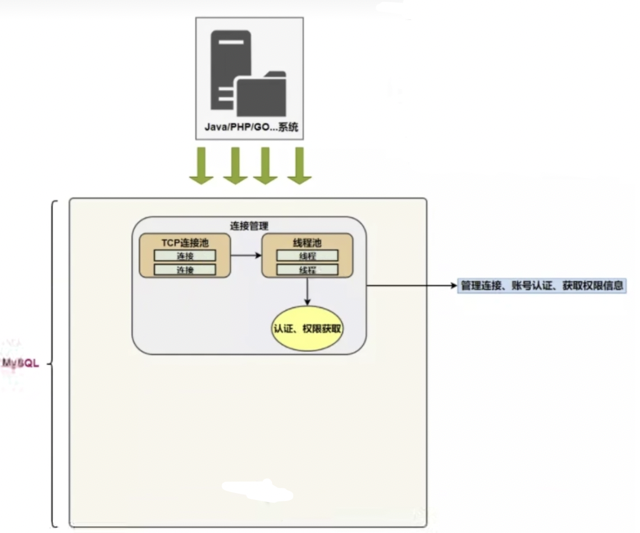 Java/PHP/GO...系统
连接管理
TCP连接池
连接
连接
线程池
线程
线程
认证、权限获取
管理连接、账号认证、获取权限信息
MySQL